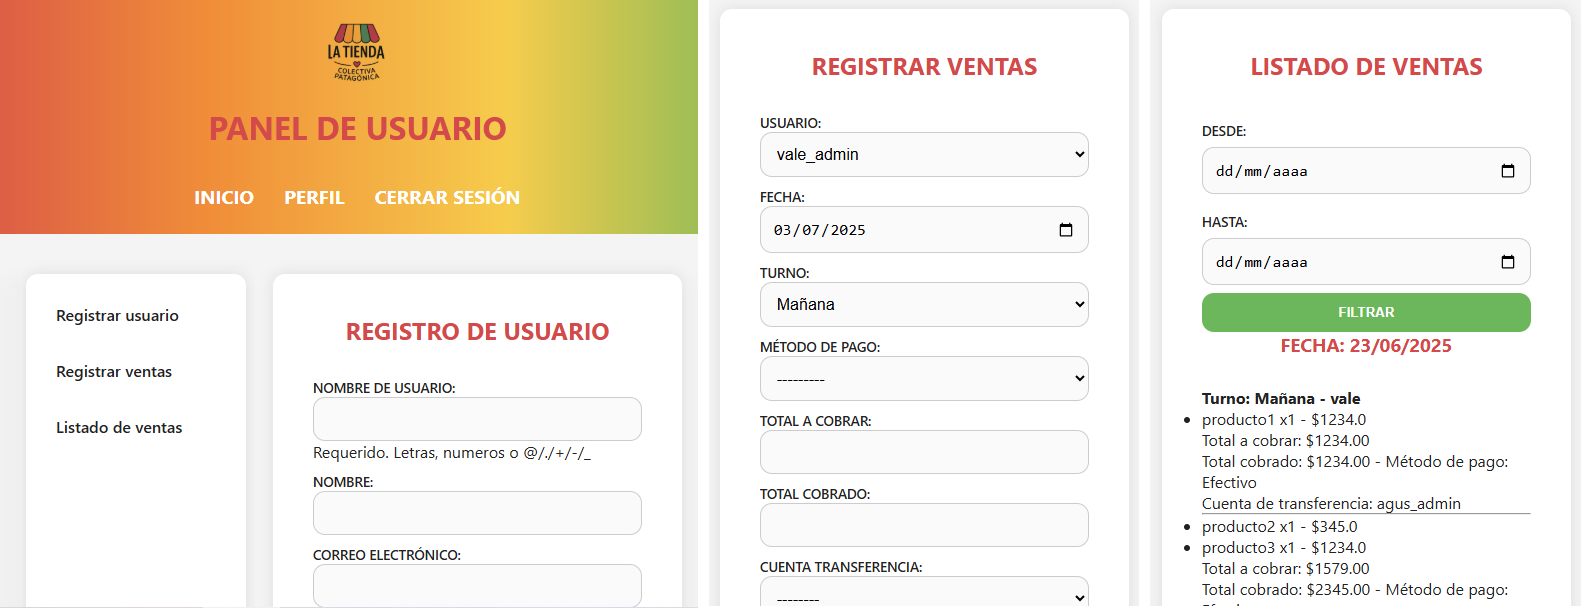 LA TIENDA
COLECTIVA
PATAGÓNICA
PANEL DE USUARIO
INICIO PERFIL CERRAR SESIÓN
Registrar usuario
Registrar ventas
Listado de ventas
REGISTRO DE USUARIO
NOMBRE DE USUARIO:
Requerido. Letras, numeros o @/./+/-/_
NOMBRE:
CORREO ELECTRÓNICO:
REGISTRAR VENTAS
USUARIO:
vale_admin
FECHA:
03/07/2025
TURNO:
Mañana
MÉTODO DE PAGO:
---------
TOTAL A COBRAR:
TOTAL COBRADO:
CUENTA TRANSFERENCIA:
--------
LISTADO DE VENTAS
DESDE:
dd/mm/aaaa
HASTA:
dd/mm/aaaa
FILTRAR
FECHA: 23/06/2025
Turno: Mañana - vale
• producto1 x1 - $1234.0
Total a cobrar: $1234.00
Total cobrado: $1234.00 - Método de pago:
Efectivo
Cuenta de transferencia: agus_admin
• producto2 x1 - $345.0
• producto3 x1 - $1234.0
Total a cobrar: $1579.00
Total cobrado: $2345.00 - Método de pago: